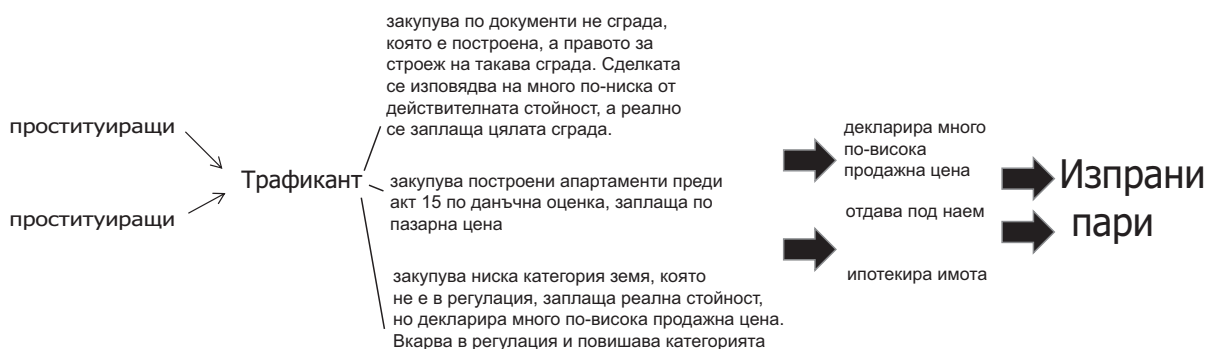 проституиращи
проституиращи
Трафикант
закупува по документи не сграда,
която е построена, а правото за
строеж на такава сграда. Сделката
се изповядва на много по-ниска от
действителната стойност, а реално
се заплаща цялата сграда.
закупува построени апартаменти преди
акт 15 по данъчна оценка, заплаща по
пазарна цена
закупува ниска категория земя, която
не е в регулация, заплаща реална стойност,
но декларира много по-висока продажна цена.
Вкарва в регулация и повишава категорията
декларира много
по-висока
продажна цена
отдава под наем
ипотекира имота
Изпрани
пари